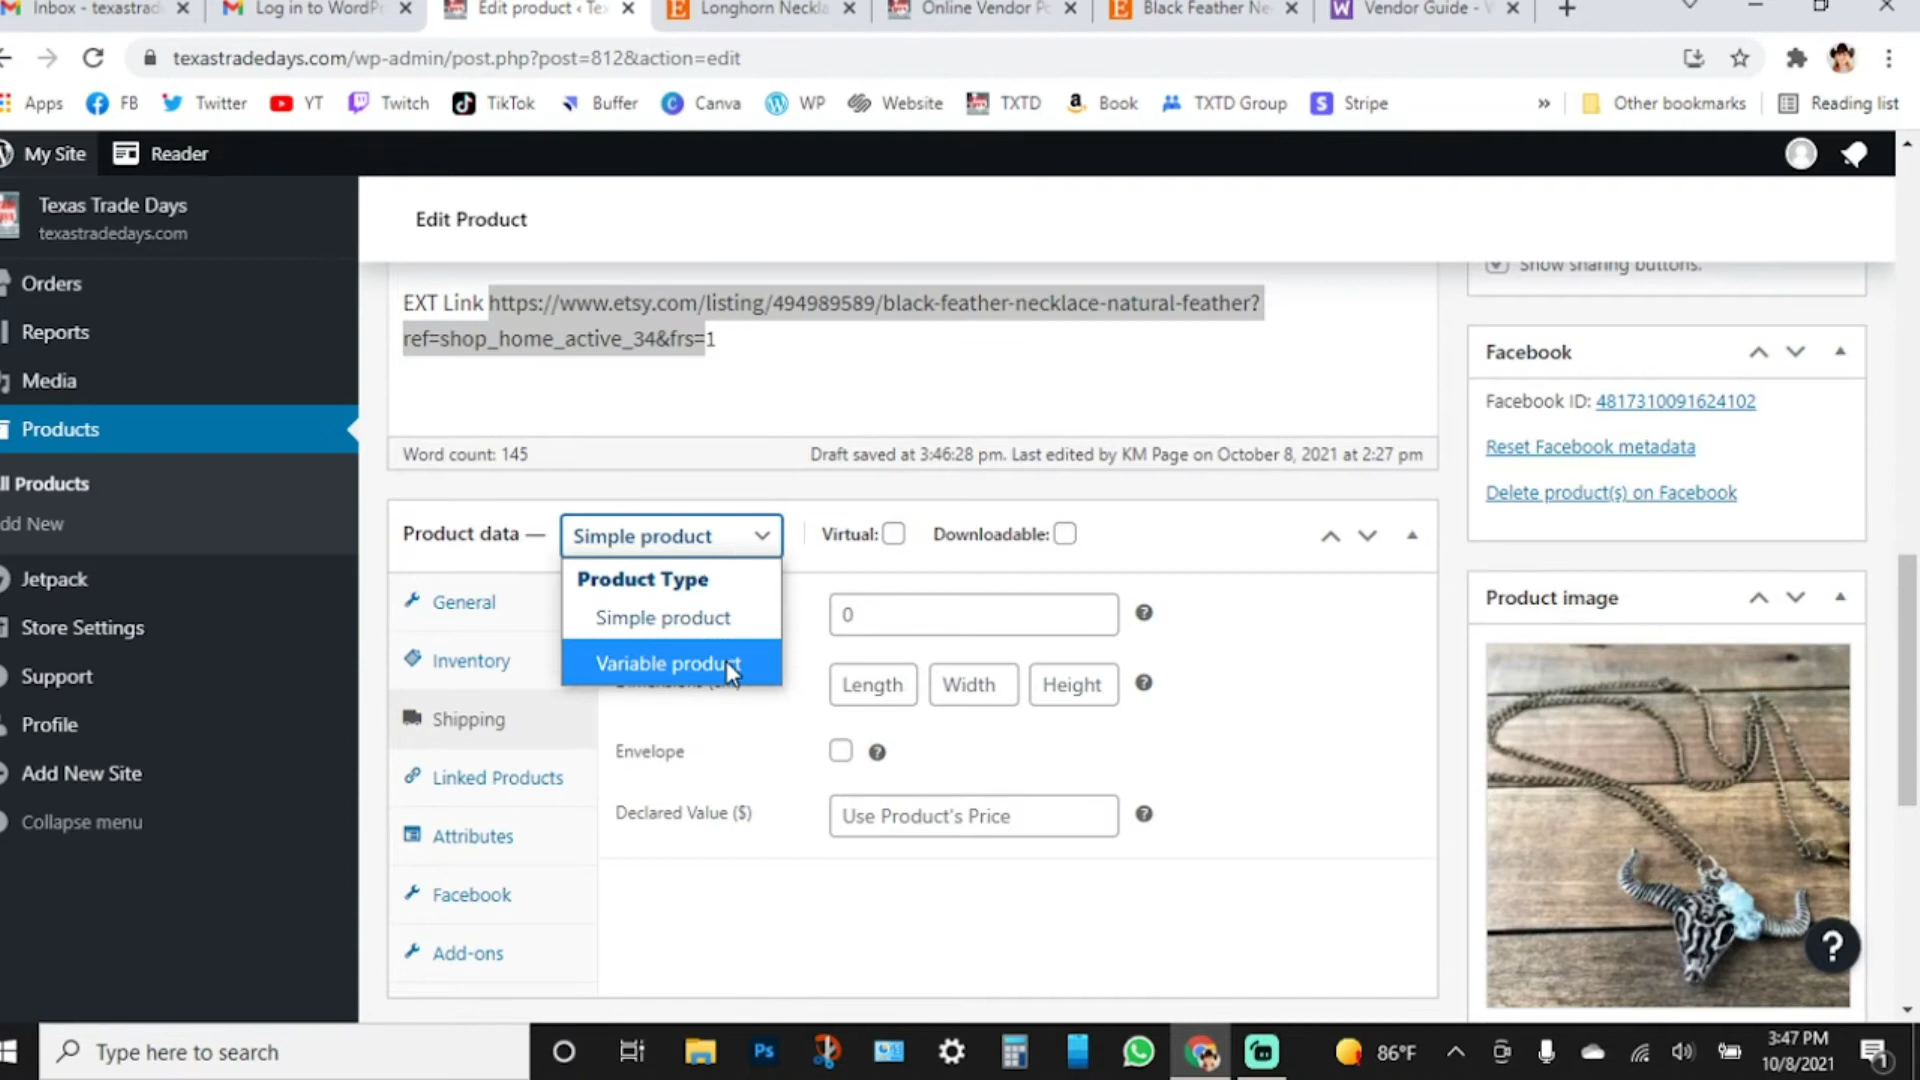 Inbox - texastrad
Log in to WordPr
Edit product ‹ Tex
Longhorn Neckla
Online Vendor Po
Black Feather Ne
Vendor Guide - V
texastradedays.com/wp-admin/post.php?post=812&action=edit
Apps
FB
Twitter
YT
Twitch
TikTok
Buffer
Canva
WP
Website
TXTD
Book
TXTD Group
Stripe
»
Other bookmarks
Reading list
My Site
Reader
Texas Trade Days
texastradedays.com
Orders
Reports
Media
Products
ll Products
dd New
Jetpack
Store Settings
Support
Profile
Add New Site
Collapse menu
Edit Product
EXT Link https://www.etsy.com/listing/494989589/black-feather-necklace-natural-feather?
ref=shop_home_active_34&frs=1
Word count: 145
Draft saved at 3:46:28 pm. Last edited by KM Page on October 8, 2021 at 2:27 pm
Product data —
Simple product
Virtual:
Downloadable:
Product Type
Simple product
Variable product
General
Inventory
Shipping
Linked Products
Attributes
Facebook
Add-ons
0
Length
Width
Height
Envelope
Declared Value ($)
Use Product's Price
Show sharing buttons.
Facebook
Facebook ID: 4817310091624102
Reset Facebook metadata
Delete product(s) on Facebook
Product image
?
Type here to search
Ps
86°F
3:47 PM
10/8/2021
1